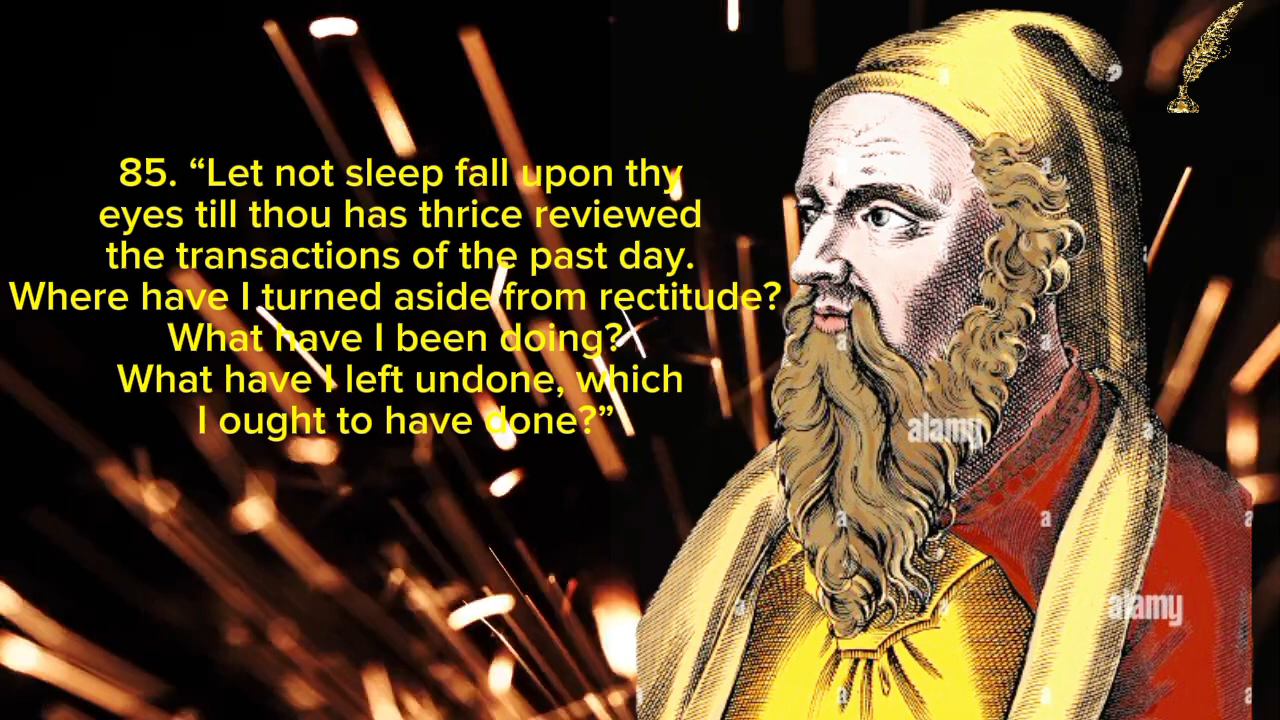 85. “Let not sleep fall upon thy
eyes till thou has thrice reviewed
the transactions of the past day.
Where have I turned aside from rectitude?
What have I been doing?
What have I left undone, which
I ought to have done?”
alamy
alamy